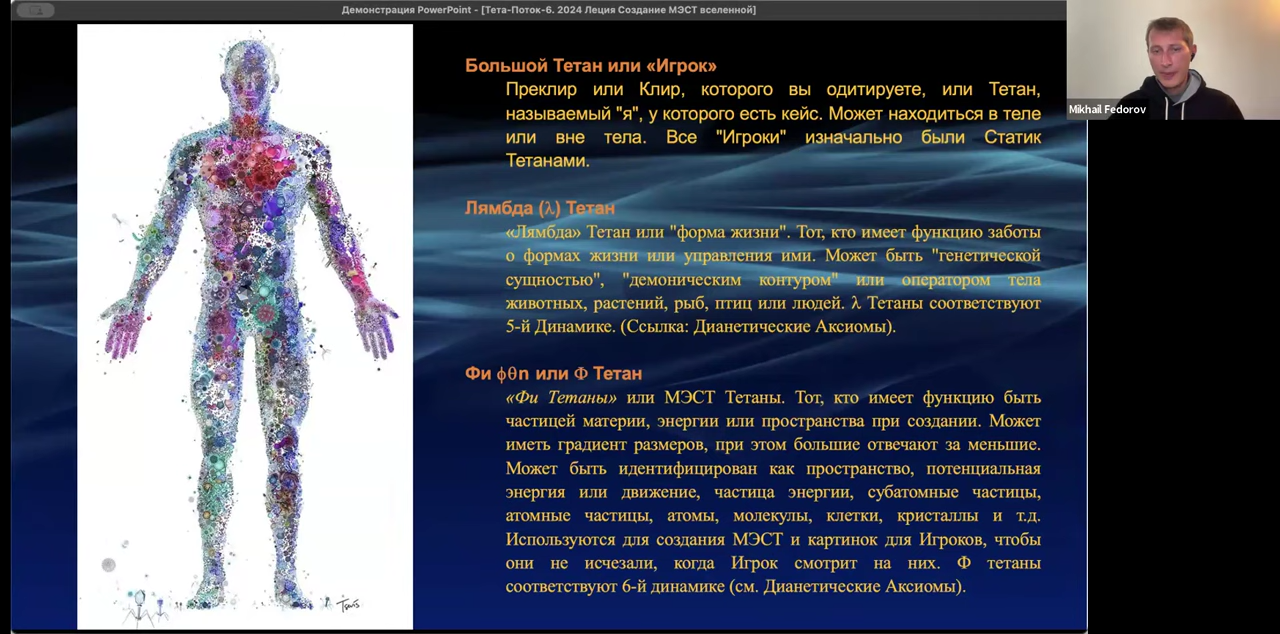 Демонстрация PowerPoint - [Тета-Поток-6. 2024 Леция Создание МЭСТ вселенной]
Mikhail Fedorov
Большой Тетан или «Игрок»
Преклир или Клир, которого вы одитируете, или Тетан,
называемый "я", у которого есть кейс. Может находиться в теле
или вне тела. Все "Игроки" изначально были Статик
Тетанами.
Лямбда (λ) Тетан
«Лямбда» Тетан или "форма жизни". Тот, кто имеет функцию заботы
о формах жизни или управления ими. Может быть "генетической
сущностью", "демоническим контуром" или оператором тела
животных, растений, рыб, птиц или людей. λ Тетаны соответствуют
5-й Динамике. (Ссылка: Дианетические Аксиомы).
Фи ϕθn или Φ Тетан
«Фи Тетаны» или МЭСТ Тетаны. Тот, кто имеет функцию быть
частицей материи, энергии или пространства при создании. Может
иметь градиент размеров, при этом большие отвечают за меньшие.
Может быть идентифицирован как пространство, потенциальная
энергия или движение, частица энергии, субатомные частицы,
атомные частицы, атомы, молекулы, клетки, кристаллы и т.д.
Используются для создания МЭСТ и картинок для Игроков, чтобы
они не исчезали, когда Игрок смотрит на них. Φ тетаны
соответствуют 6-й динамике (см. Дианетические Аксиомы).